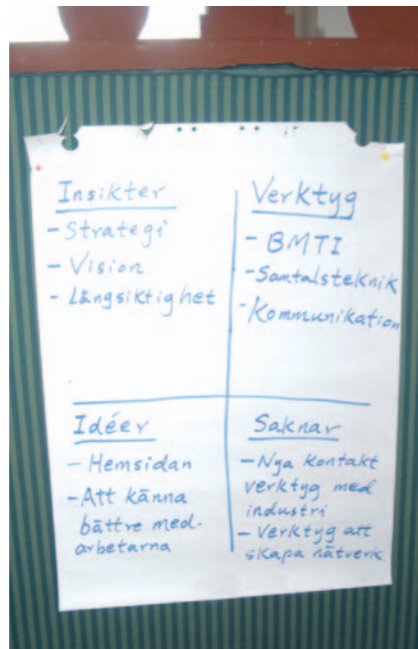 Insikter
- Strategi
- Vision
- Långsiktighet
Verktyg
- BMTI
- Samtalsteknik
- Kommunikation
Idéer
- Hemsidan
- Att känna
bättre med-
arbetarna
Saknar
- Nya kontakt
verktyg med
industri
- Verktyg att
skapa nätverk